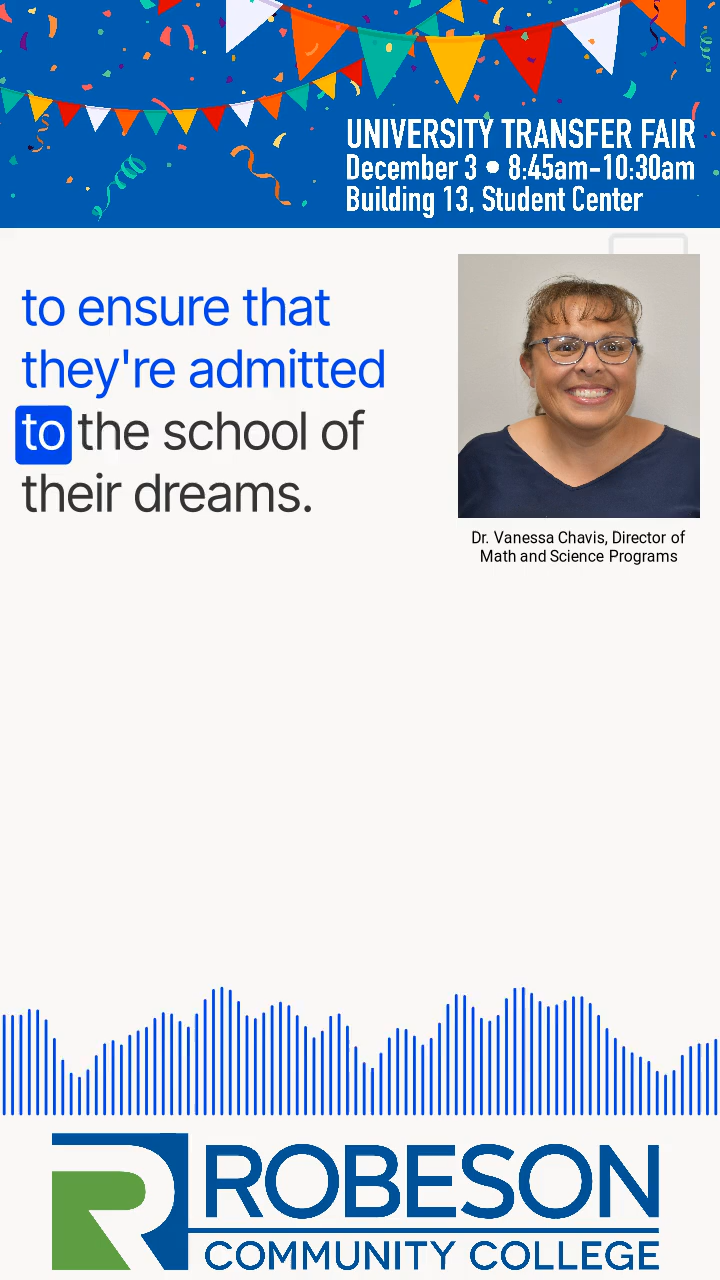 UNIVERSITY TRANSFER FAIR
December 3 • 8:45am-10:30am
Building 13, Student Center
to ensure that
they're admitted
to the school of
their dreams.
Dr. Vanessa Chavis, Director of
Math and Science Programs
ROBESON
COMMUNITY COLLEGE